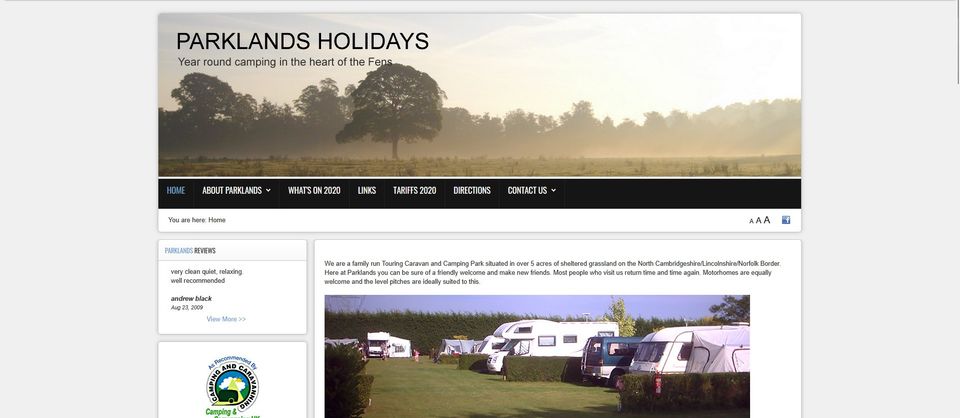 PARKLANDS HOLIDAYS
Year round camping in the heart of the Fens
HOME ABOUT PARKLANDS WHAT'S ON 2020 LINKS TARIFFS 2020 DIRECTIONS CONTACT US
You are here: Home
A A A
PARKLANDS REVIEWS
very clean quiet, relaxing
well recommended
andrew black
Aug 23, 2009
View More >>
As Recommended By
CAMPING AND CARAVANNING
Camping &
We are a family run Touring Caravan and Camping Park situated in over 5 acres of sheltered grassland on the North Cambridgeshire/Lincolnshire/Norfolk Border.
Here at Parklands you can be sure of a friendly welcome and make new friends. Most people who visit us return time and time again. Motorhomes are equally
welcome and the level pitches are ideally suited to this.